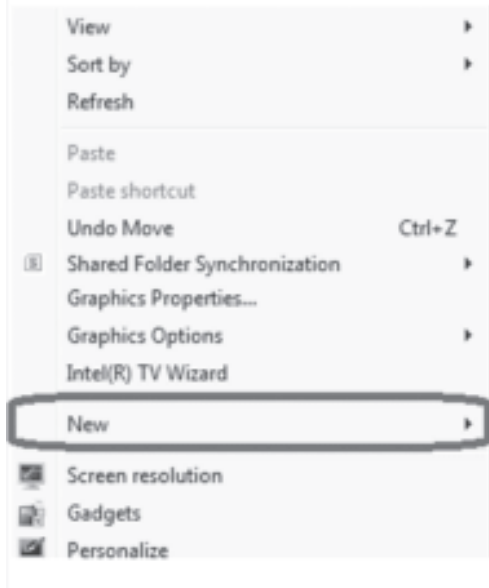 View
Sort by
Refresh
Paste
Paste shortcut
Undo Move Ctrl+Z
Shared Folder Synchronization
Graphics Properties...
Graphics Options
Intel(R) TV Wizard
New
Screen resolution
Gadgets
Personalize